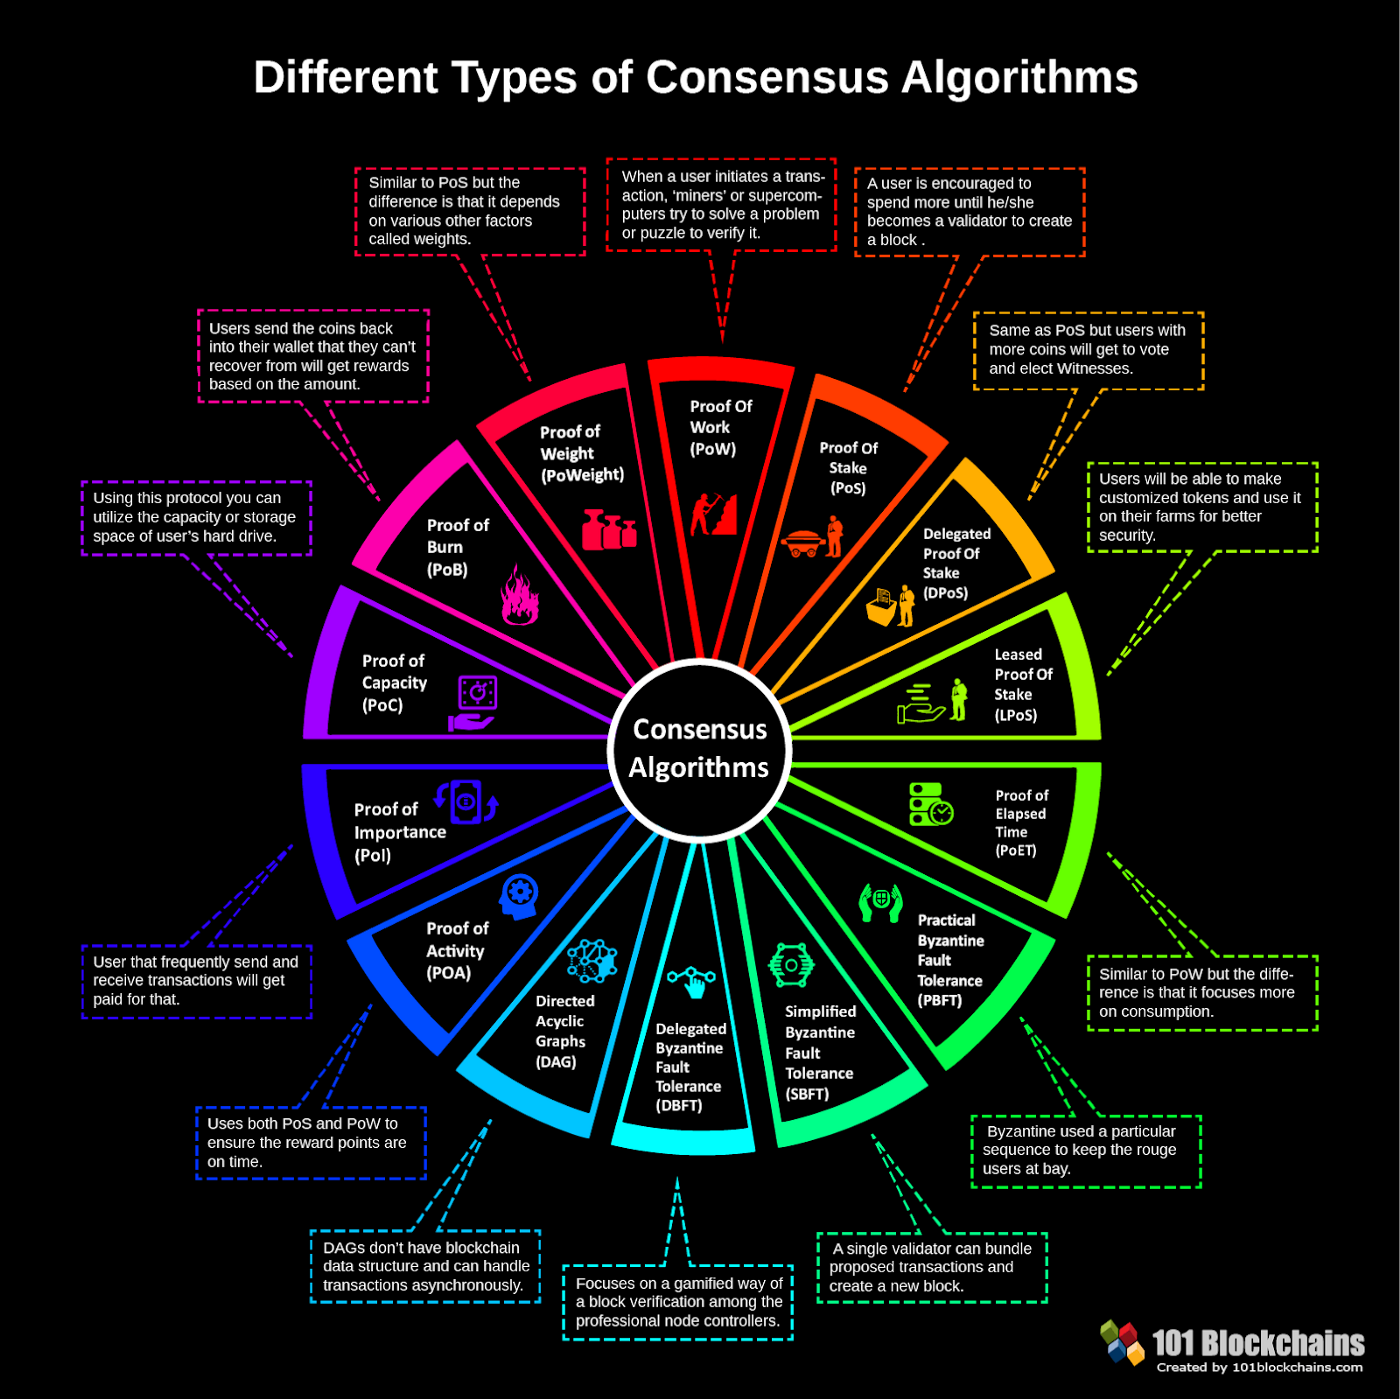 Different Types of Consensus Algorithms
When a user initiates a trans-
action, ‘miners’ or supercom-
puters try to solve a problem
or puzzle to verify it.
A user is encouraged to
spend more until he/she
becomes a validator to create
a block .
Same as PoS but users with
more coins will get to vote
and elect Witnesses.
Users will be able to make
customized tokens and use it
on their farms for better
security.
Similar to PoW but the diffe-
rence is that it focuses more
on consumption.
Byzantine used a particular
sequence to keep the rouge
users at bay.
A single validator can bundle
proposed transactions and
create a new block.
Focuses on a gamified way of
a block verification among the
professional node controllers.
DAGs don’t have blockchain
data structure and can handle
transactions asynchronously.
Uses both PoS and PoW to
ensure the reward points are
on time.
User that frequently send and
receive transactions will get
paid for that.
Using this protocol you can
utilize the capacity or storage
space of user’s hard drive.
Users send the coins back
into their wallet that they can’t
recover from will get rewards
based on the amount.
Similar to PoS but the
difference is that it depends
on various other factors
called weights.
Proof Of
Work
(PoW)
Proof Of
Stake
(PoS)
Delegated
Proof Of
Stake
(DPoS)
Leased
Proof Of
Stake
(LPoS)
Proof of
Elapsed
Time
(PoET)
Practical
Byzantine
Fault
Tolerance
(PBFT)
Simplified
Byzantine
Fault
Tolerance
(SBFT)
Delegated
Byzantine
Fault
Tolerance
(DBFT)
Directed
Acyclic
Graphs
(DAG)
Proof of
Activity
(POA)
Proof of
Importance
(PoI)
Proof of
Capacity
(PoC)
Proof of
Burn
(PoB)
Proof of
Weight
(PoWeight)
Consensus
Algorithms
101 Blockchains
Created by 101blockchains.com